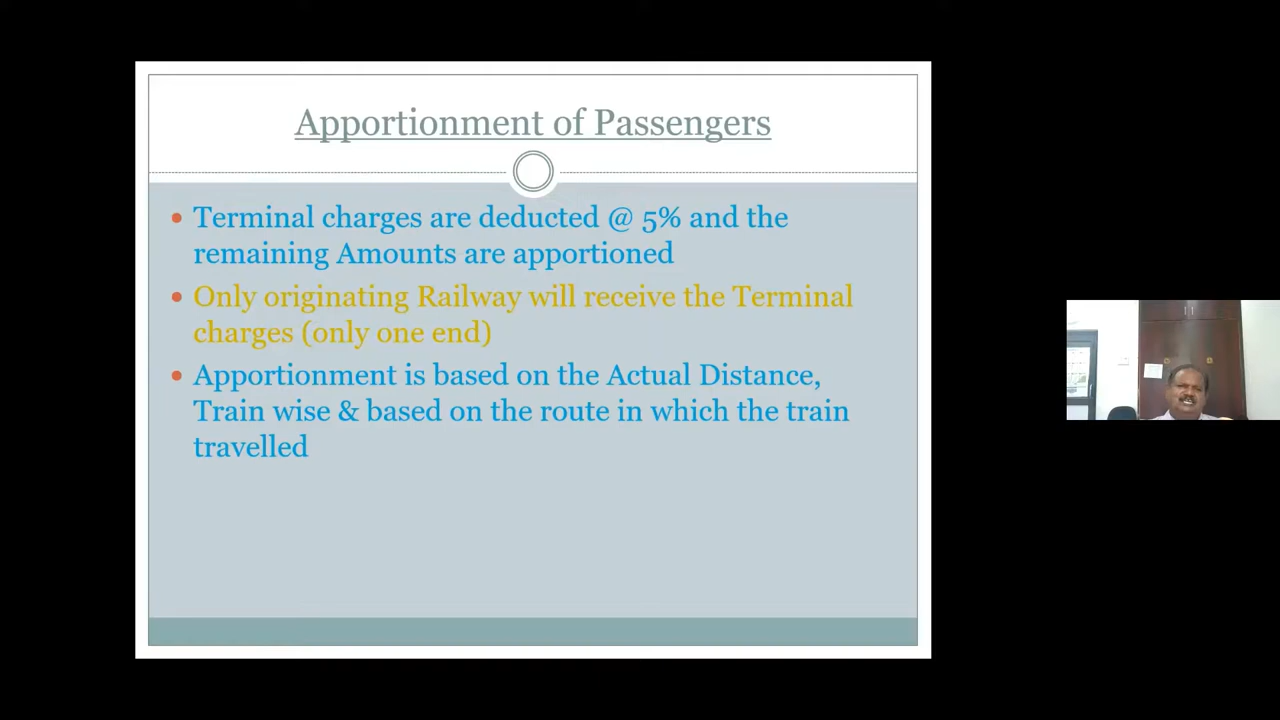 Apportionment of Passengers
Terminal charges are deducted @ 5% and the
remaining Amounts are apportioned
Only originating Railway will receive the Terminal
charges (only one end)
Apportionment is based on the Actual Distance,
Train wise & based on the route in which the train
travelled